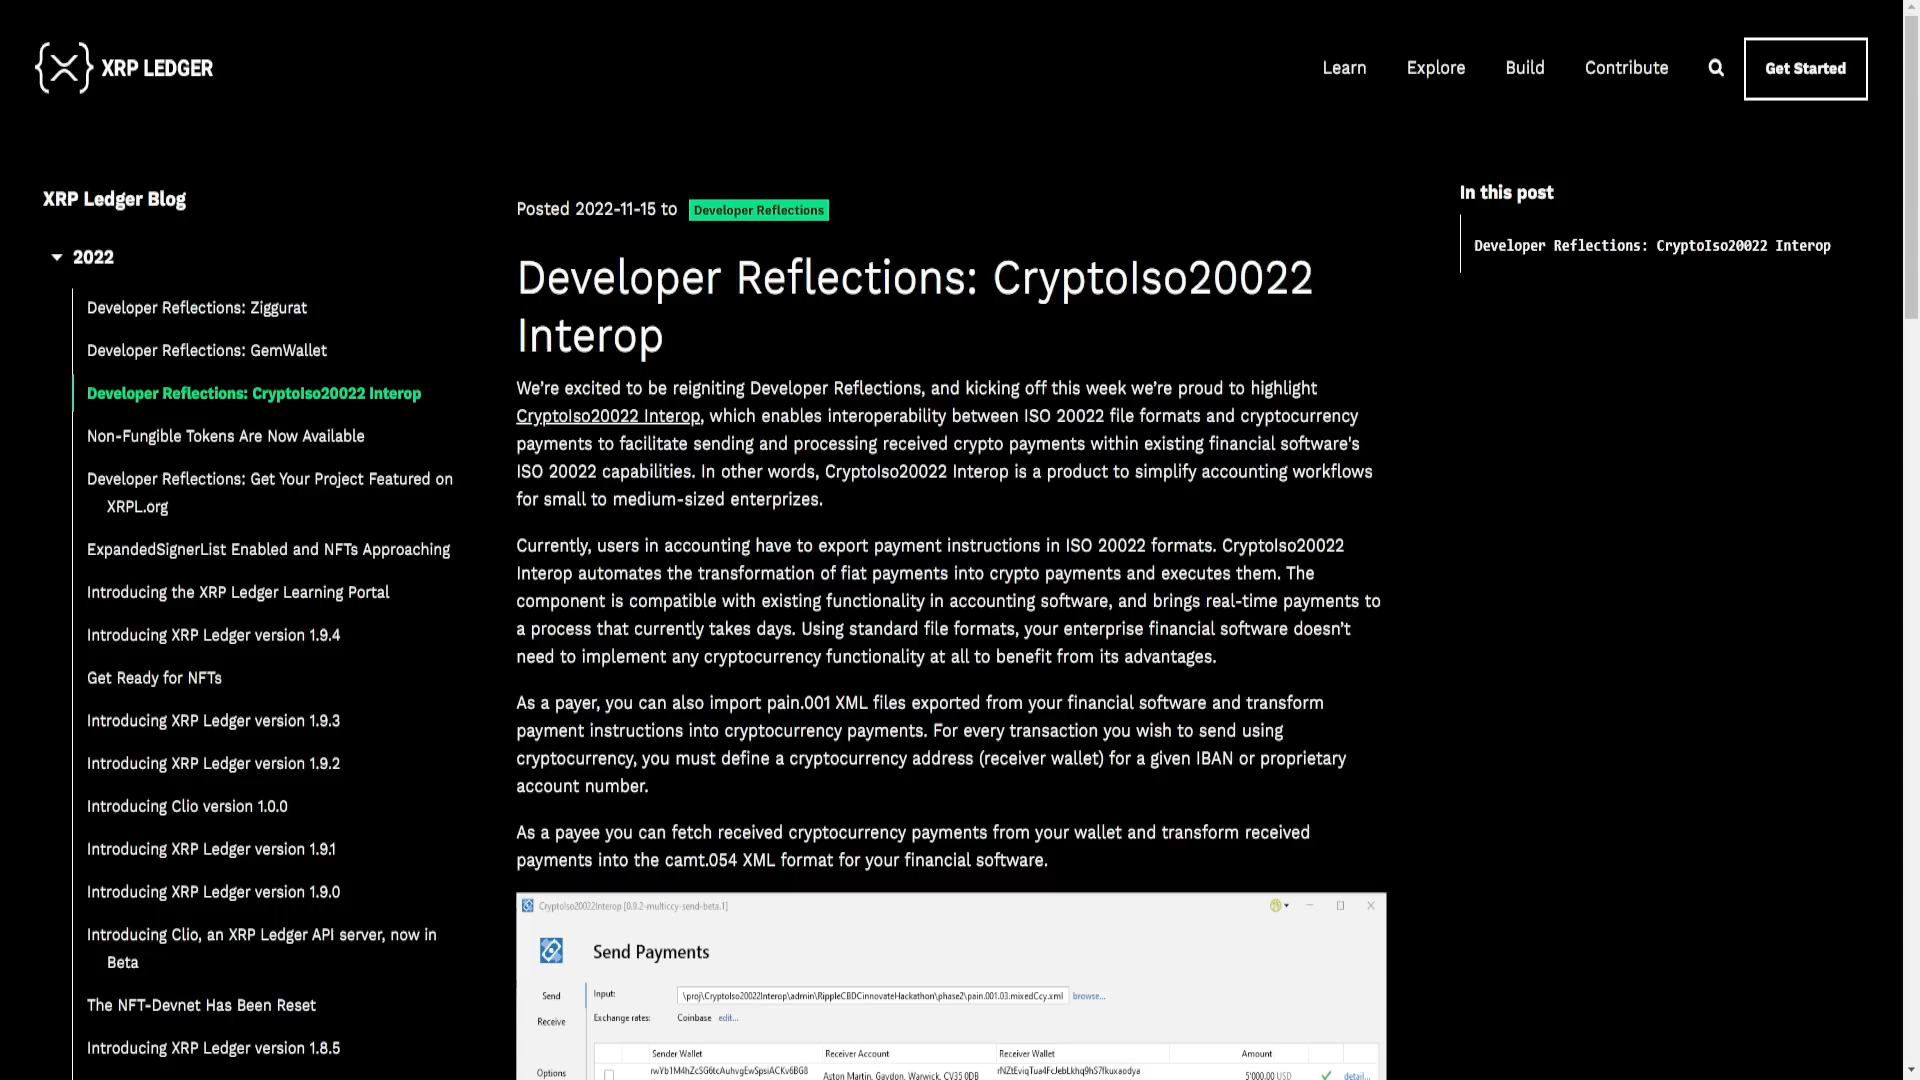 XRP LEDGER
Learn
Explore
Build
Contribute
Get Started
XRP Ledger Blog
2022
Developer Reflections: Ziggurat
Developer Reflections: GemWallet
Developer Reflections: CryptoIso20022 Interop
Non-Fungible Tokens Are Now Available
Developer Reflections: Get Your Project Featured on
XRPL.org
ExpandedSignerList Enabled and NFTs Approaching
Introducing the XRP Ledger Learning Portal
Introducing XRP Ledger version 1.9.4
Get Ready for NFTs
Introducing XRP Ledger version 1.9.3
Introducing XRP Ledger version 1.9.2
Introducing Clio version 1.0.0
Introducing XRP Ledger version 1.9.1
Introducing XRP Ledger version 1.9.0
Introducing Clio, an XRP Ledger API server, now in
Beta
The NFT-Devnet Has Been Reset
Introducing XRP Ledger version 1.8.5
Posted 2022-11-15 to Developer Reflections
Developer Reflections: CryptoIso20022
Interop
We’re excited to be reigniting Developer Reflections, and kicking off this week we’re proud to highlight
CryptoIso20022 Interop, which enables interoperability between ISO 20022 file formats and cryptocurrency
payments to facilitate sending and processing received crypto payments within existing financial software's
ISO 20022 capabilities. In other words, CryptoIso20022 Interop is a product to simplify accounting workflows
for small to medium-sized enterprizes.
Currently, users in accounting have to export payment instructions in ISO 20022 formats. CryptoIso20022
Interop automates the transformation of fiat payments into crypto payments and executes them. The
component is compatible with existing functionality in accounting software, and brings real-time payments to
a process that currently takes days. Using standard file formats, your enterprise financial software doesn’t
need to implement any cryptocurrency functionality at all to benefit from its advantages.
As a payer, you can also import pain.001 XML files exported from your financial software and transform
payment instructions into cryptocurrency payments. For every transaction you wish to send using
cryptocurrency, you must define a cryptocurrency address (receiver wallet) for a given IBAN or proprietary
account number.
As a payee you can fetch received cryptocurrency payments from your wallet and transform received
payments into the camt.054 XML format for your financial software.
CryptoIso20022Interop [0.9.2-multiccy-send-beta.1]
Send Payments
Send
Receive
Options
Input: \proj\CryptoIso20022Interop\admin\RippleCBDCinnovateHackathon\phase2\pain.001.03.mixedCcy.xml browse...
Exchange rates: Coinbase edit...
Sender Wallet Receiver Account Receiver Wallet Amount
Aston Martin, Gaydon, Warwick, CV35 0DB 5'000.00 USD detail...
In this post
Developer Reflections: CryptoIso20022 Interop